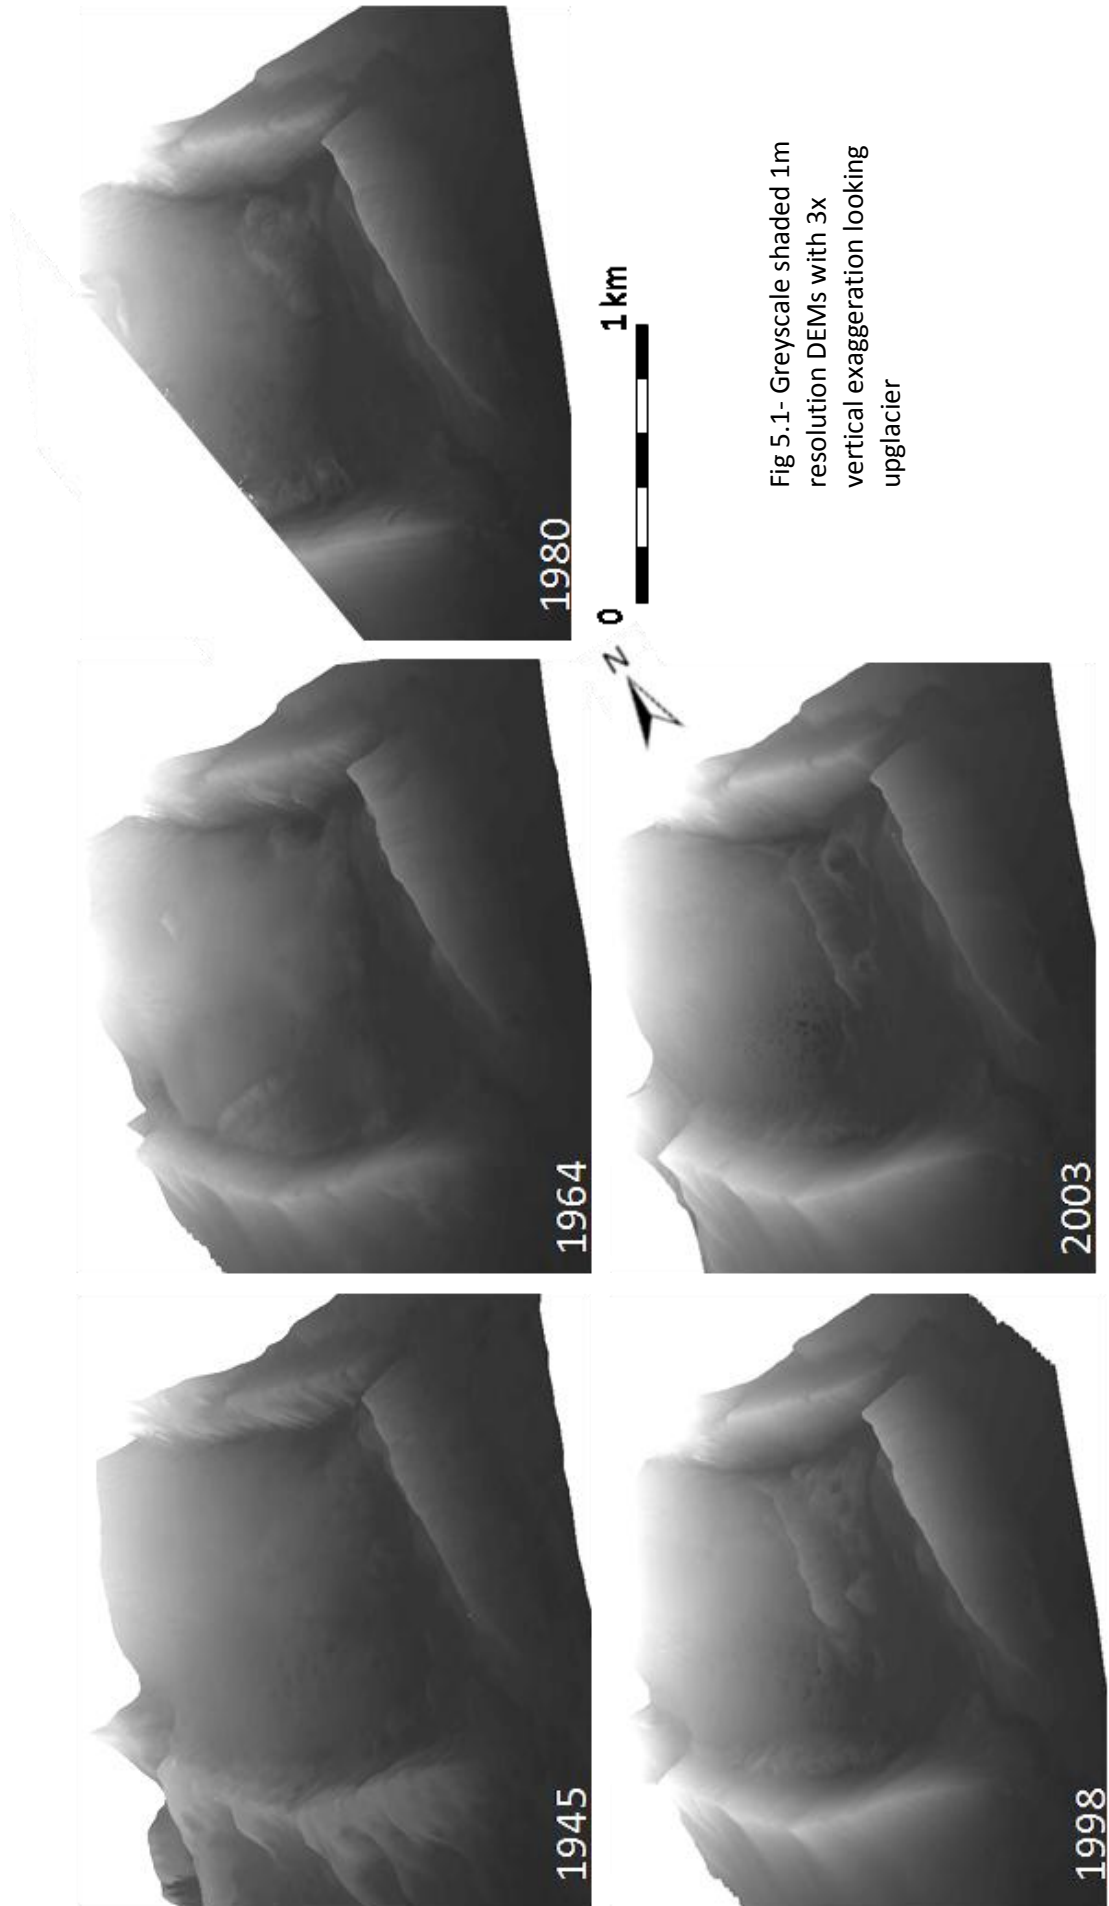 1945
1964
1980
1998
2003
N
0
1 km
Fig 5.1- Greyscale shaded 1m
resolution DEMs with 3x
vertical exaggeration looking
upglacier